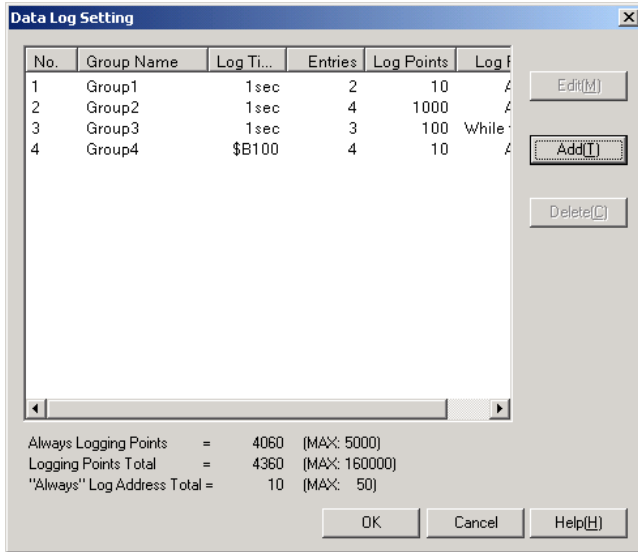 Data Log Setting
No. Group Name Log Ti... Entries Log Points Log
1 Group1 1sec 2 10
2 Group2 1sec 4 1000
3 Group3 1sec 3 100 While
4 Group4 $B100 4 10
Edit(M)
Add(T)
Delete(C)
Always Logging Points = 4060 (MAX: 5000)
Logging Points Total = 4360 (MAX: 160000)
"Always" Log Address Total = 10 (MAX: 50)
OK Cancel Help(H)